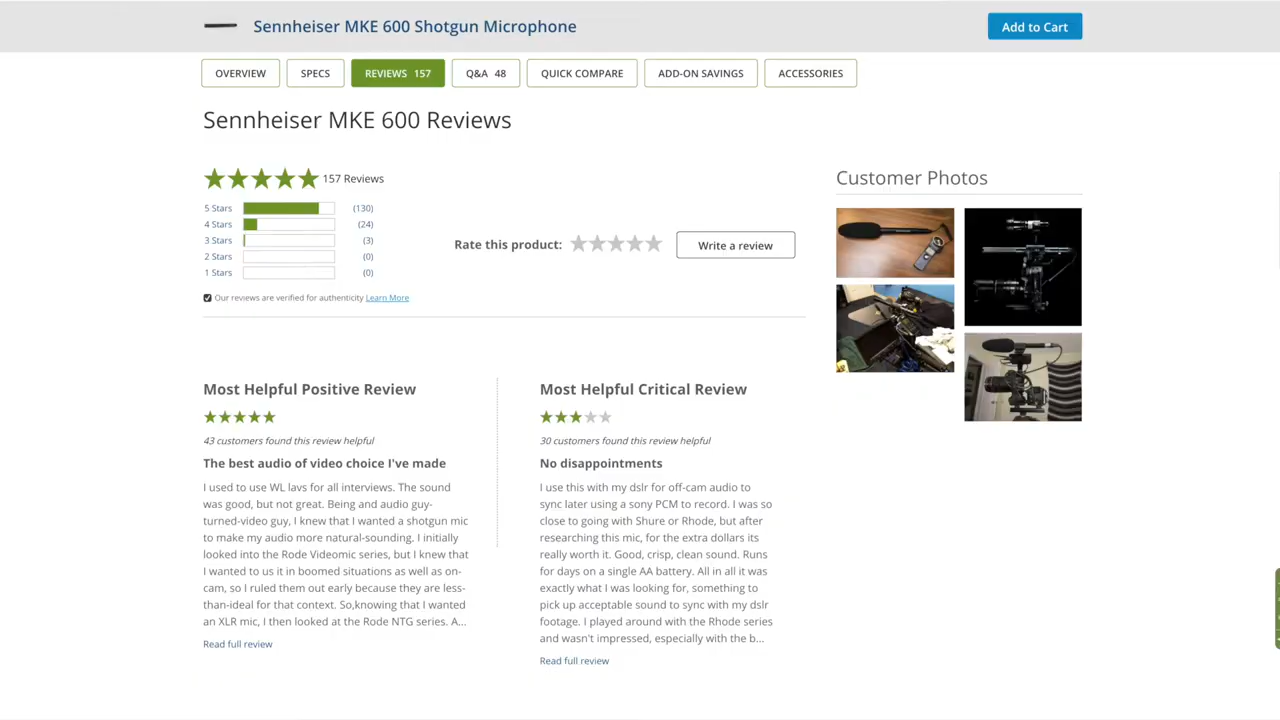 Sennheiser MKE 600 Shotgun Microphone
Add to Cart
OVERVIEW
SPECS
REVIEWS 157
Q&A 48
QUICK COMPARE
ADD-ON SAVINGS
ACCESSORIES
Sennheiser MKE 600 Reviews
157 Reviews
5 Stars (130)
4 Stars (24)
3 Stars (3)
2 Stars (0)
1 Stars (0)
Our reviews are verified for authenticity Learn More
Rate this product:
Write a review
Customer Photos
Most Helpful Positive Review
43 customers found this review helpful
The best audio of video choice I've made
I used to use WL lavs for all interviews. The sound
was good, but not great. Being and audio guy-
turned-video guy, I knew that I wanted a shotgun mic
to make my audio more natural-sounding. I initially
looked into the Rode Videomic series, but I knew that
I wanted to us it in boomed situations as well as on-
cam, so I ruled them out early because they are less-
than-ideal for that context. So,knowing that I wanted
an XLR mic, I then looked at the Rode NTG series. A...
Read full review
Most Helpful Critical Review
30 customers found this review helpful
No disappointments
I use this with my dslr for off-cam audio to
sync later using a sony PCM to record. I was so
close to going with Shure or Rhode, but after
researching this mic, for the extra dollars its
really worth it. Good, crisp, clean sound. Runs
for days on a single AA battery. All in all it was
exactly what I was looking for, something to
pick up acceptable sound to sync with my dslr
footage. I played around with the Rhode series
and wasn't impressed, especially with the b...
Read full review